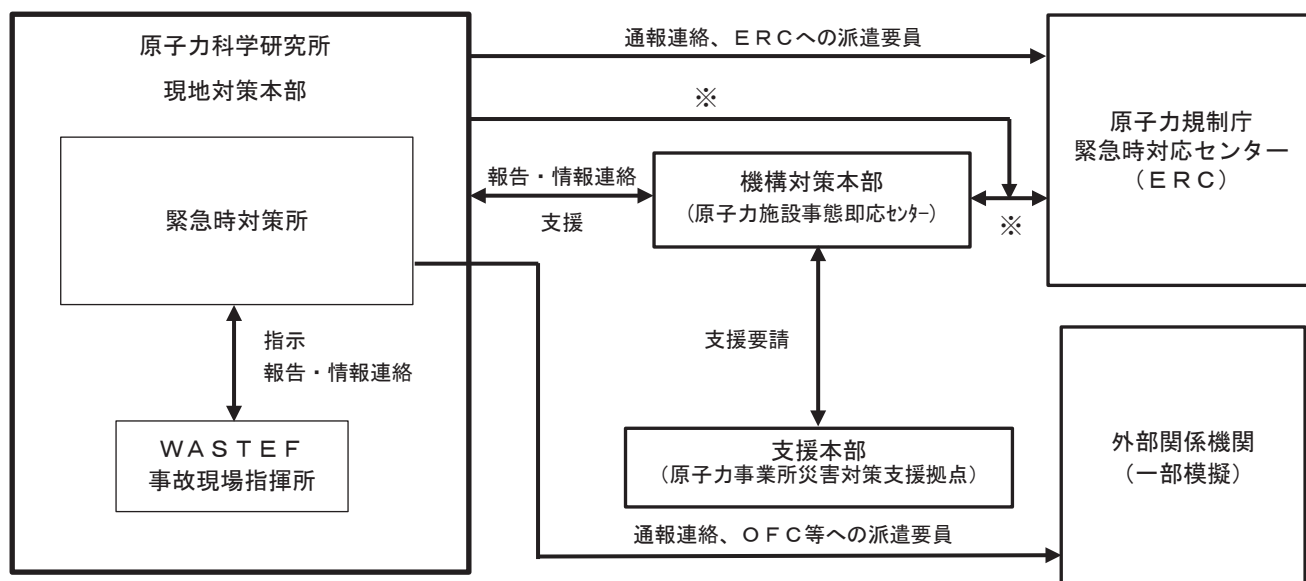 原子力科学研究所
現地対策本部
緊急時対策所
指示
報告・情報連絡
ＷＡＳＴＥＦ
事故現場指揮所
通報連絡、ＥＲＣへの派遣要員
※
報告・情報連絡
支援
機構対策本部
（原子力施設事態即応ｾﾝﾀｰ）
※
支援要請
支援本部
（原子力事業所災害対策支援拠点）
通報連絡、ＯＦＣ等への派遣要員
原子力規制庁
緊急時対応センター
（ＥＲＣ）
外部関係機関
（一部模擬）